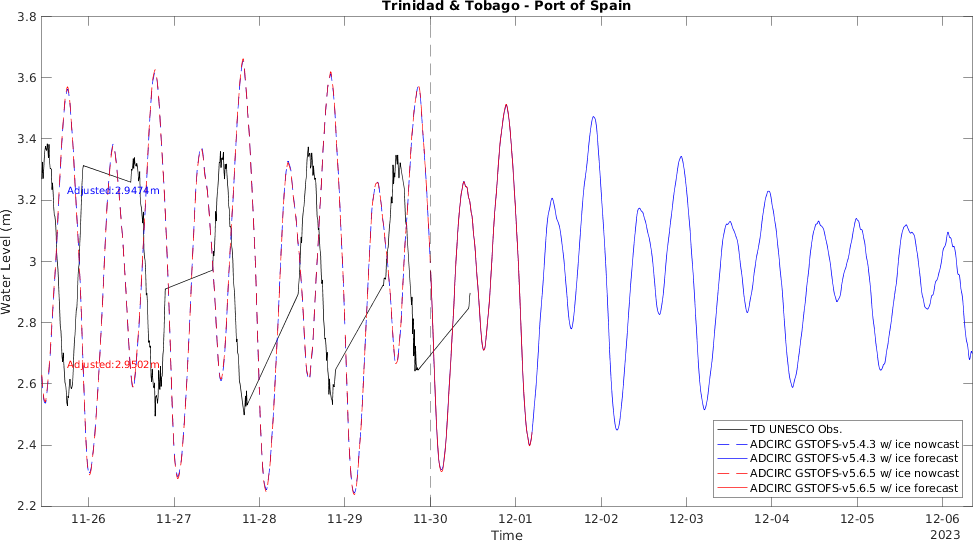 Trinidad & Tobago - Port of Spain
3.8
3.6
3.4
3.2
3
2.8
2.6
2.4
2.2
Water Level (m)
Adjusted:2.9474m
Adjusted:2.9502m
TD UNESCO Obs.
ADCIRC GSTOFS-v5.4.3 w/ ice nowcast
ADCIRC GSTOFS-v5.4.3 w/ ice forecast
ADCIRC GSTOFS-v5.6.5 w/ ice nowcast
ADCIRC GSTOFS-v5.6.5 w/ ice forecast
11-26 11-27 11-28 11-29 11-30 12-01 12-02 12-03 12-04 12-05 12-06
Time
2023